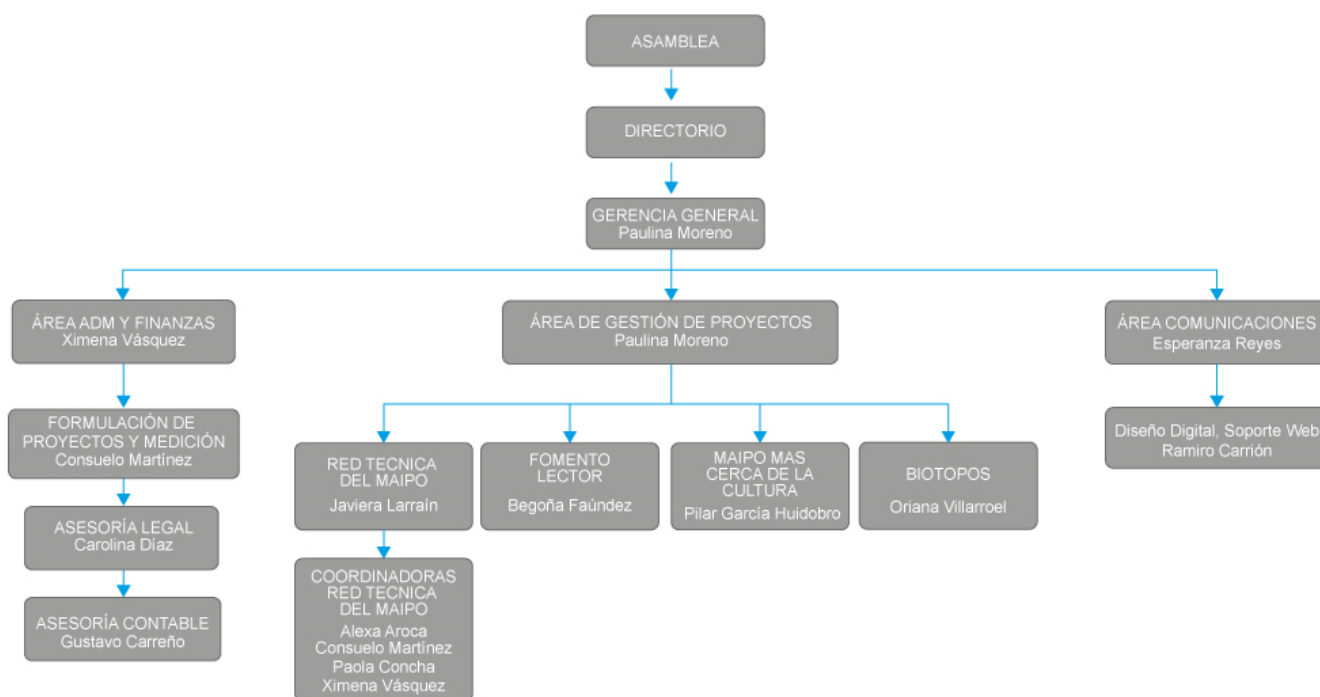 ASAMBLEA
DIRECTORIO
GERENCIA GENERAL
Paulina Moreno
ÁREA ADM Y FINANZAS
Ximena Vásquez
ÁREA DE GESTIÓN DE PROYECTOS
Paulina Moreno
ÁREA COMUNICACIONES
Esperanza Reyes
FORMULACIÓN DE
PROYECTOS Y MEDICIÓN
Consuelo Martínez
ASESORÍA LEGAL
Carolina Díaz
ASESORÍA CONTABLE
Gustavo Carreño
RED TECNICA
DEL MAIPO
Javiera Larraín
COORDINADORAS
RED TECNICA
DEL MAIPO
Alexa Aroca
Consuelo Martínez
Paola Concha
Ximena Vásquez
FOMENTO
LECTOR
Begoña Faúndez
MAIPO MAS
CERCA DE LA
CULTURA
Pilar García Huidobro
BIOTOPOS
Oriana Villarroel
Diseño Digital, Soporte Web
Ramiro Carrión